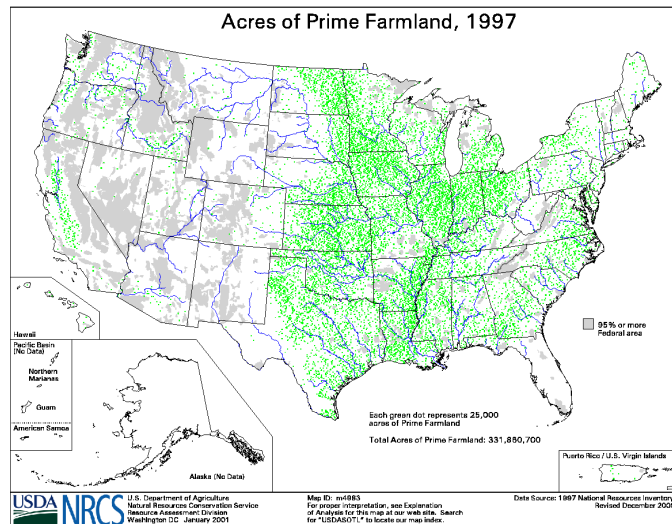 Acres of Prime Farmland, 1997
95% or more
Federal area
Hawaii
Pacific Basin
(No Data)
Northern
Marianas
Guam
American Samoa
Alaska (No Data)
Each green dot represents 25,000
acres of Prime Farmland
Total Acres of Prime Farmland: 331,860,700
Puerto Rico / U.S. Virgin Islands
USDA NRCS
U.S. Department of Agriculture
Natural Resources Conservation Service
Resource Assessment Division
Washington DC January 2001
Map ID: m4983
For proper interpretation, see Explanation
of Analysis for this map at our web site. Search
for "USDASOTL" to locate our map index.
Data Source: 1997 National Resources Inventory
Revised December